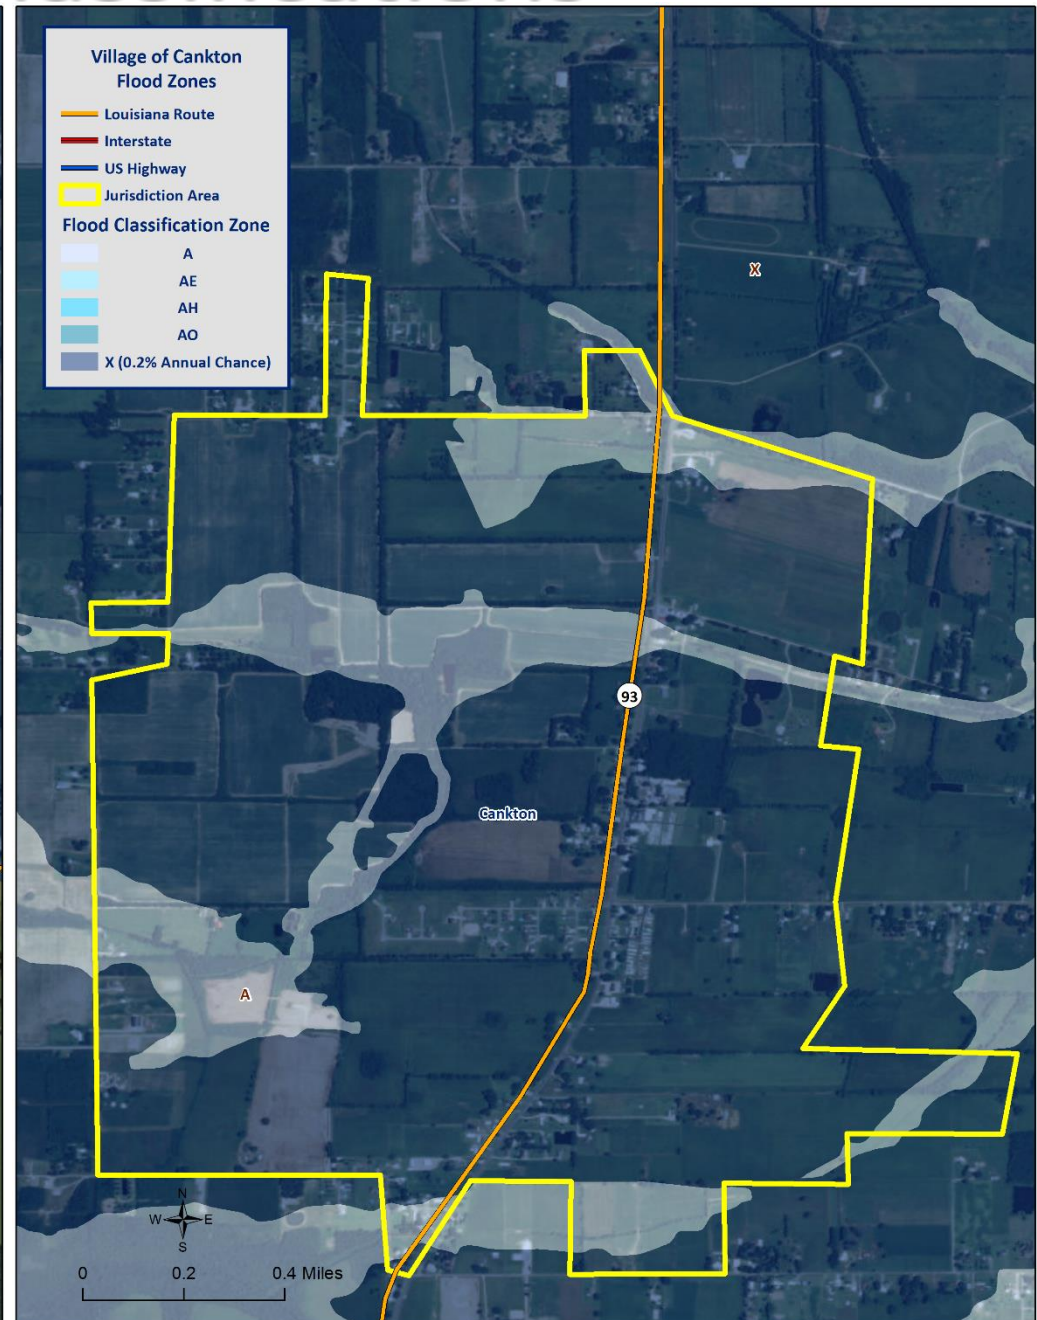 Village of Cankton
Flood Zones
Louisiana Route
Interstate
US Highway
Jurisdiction Area
Flood Classification Zone
A
AE
AH
AO
X (0.2% Annual Chance)
X
93
Cankton
A
N
W E
S
0 0.2 0.4 Miles